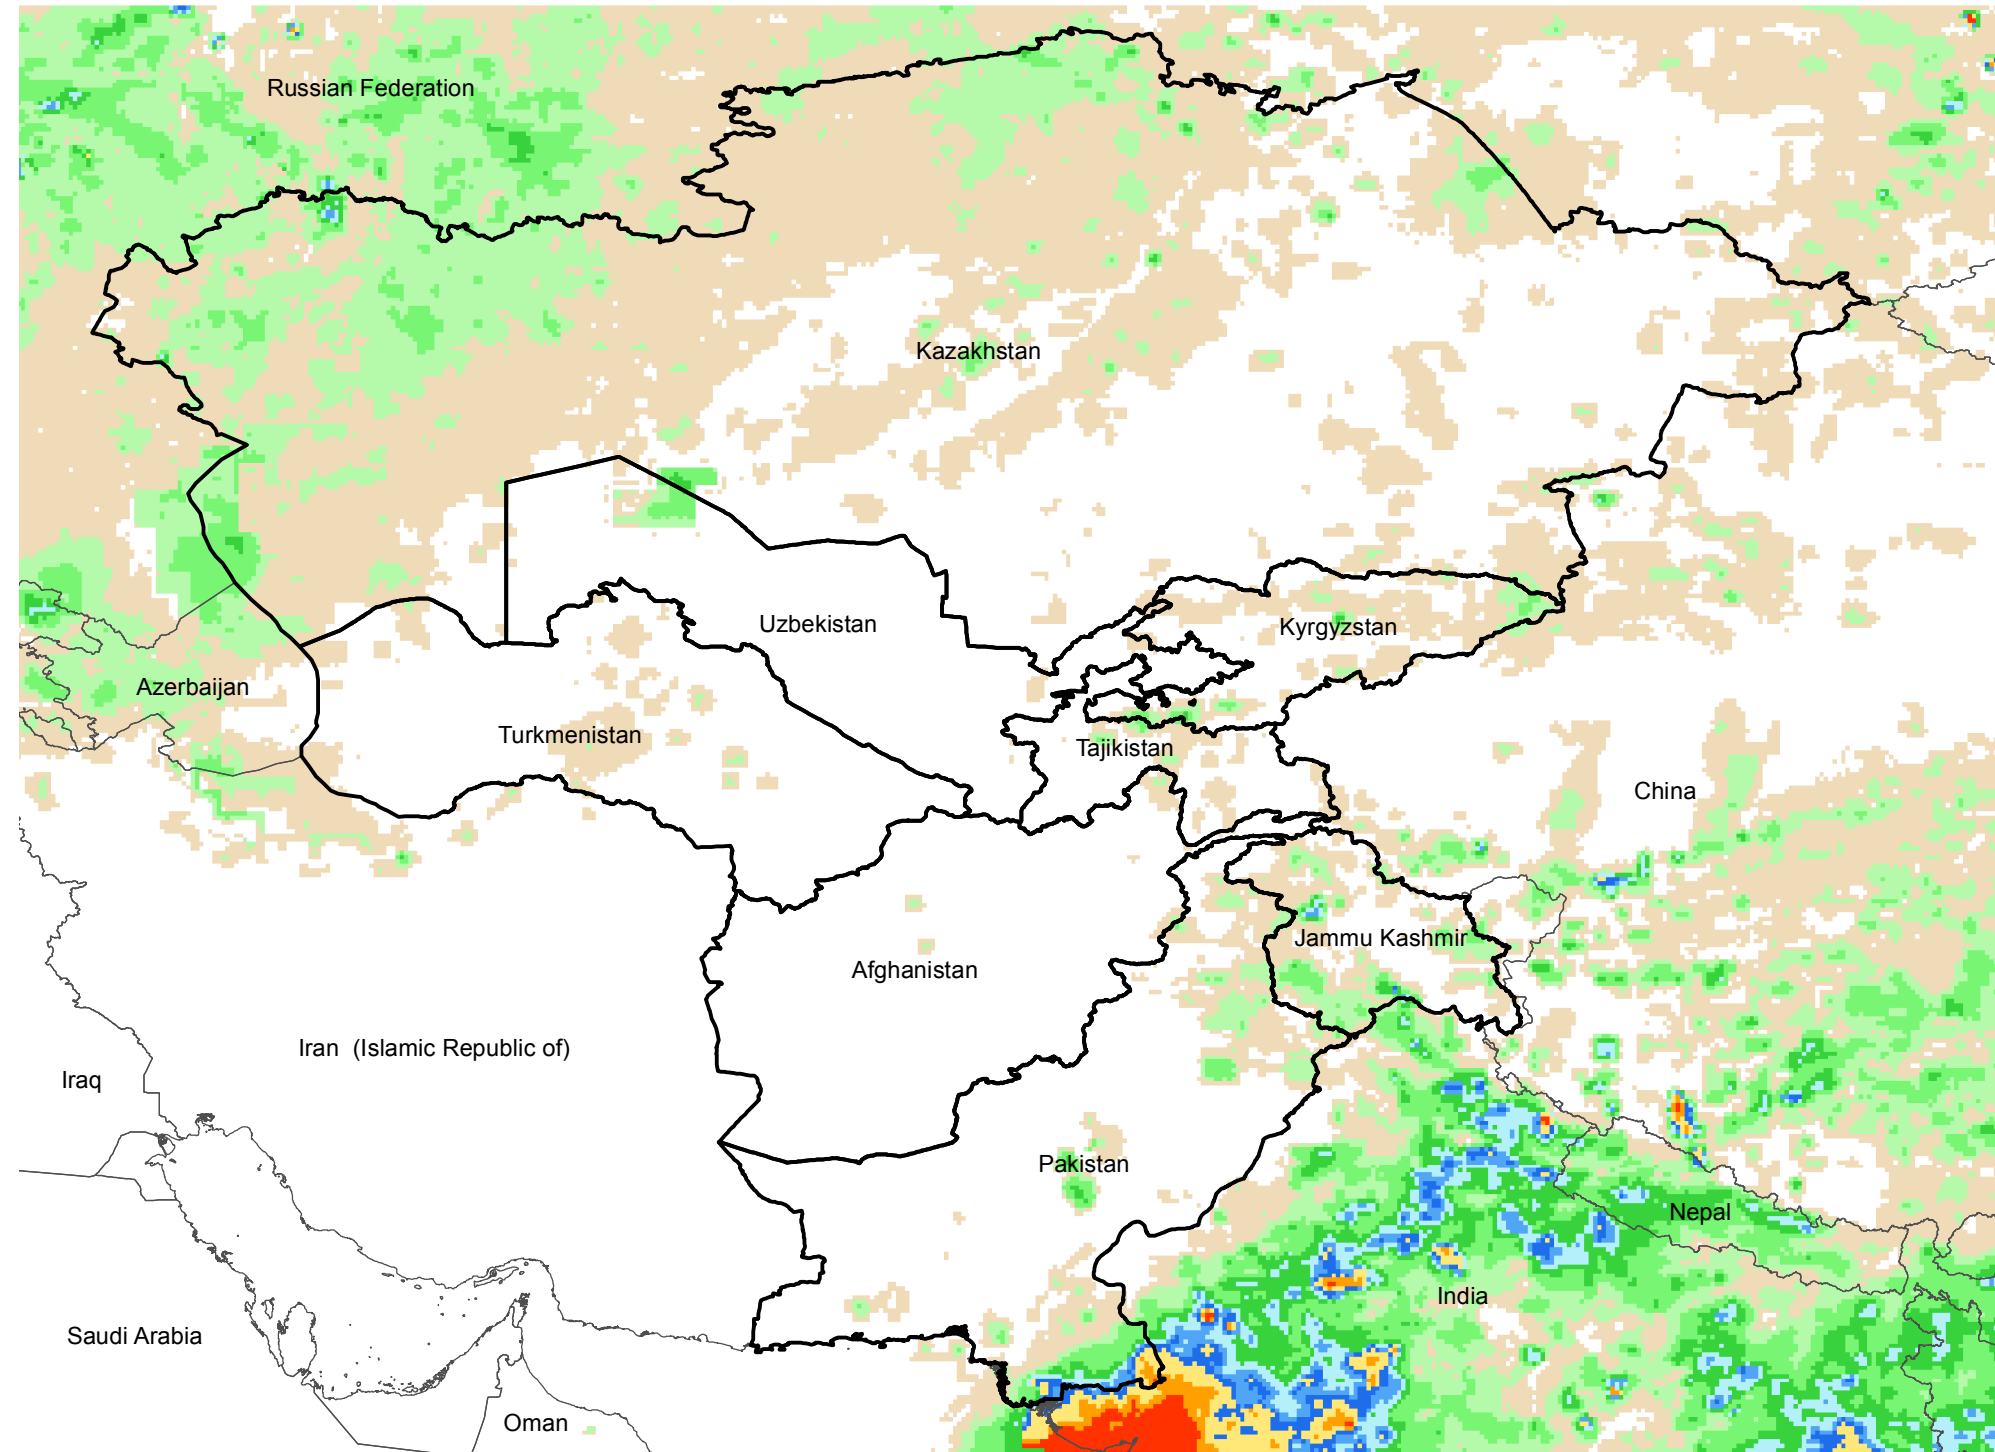 Russian Federation
Kazakhstan
Uzbekistan
Kyrgyzstan
Azerbaijan
Turkmenistan
Tajikistan
China
Jammu Kashmir
Afghanistan
Iran  (Islamic Republic of)
Iraq
Pakistan
Nepal
India
Saudi Arabia
Oman